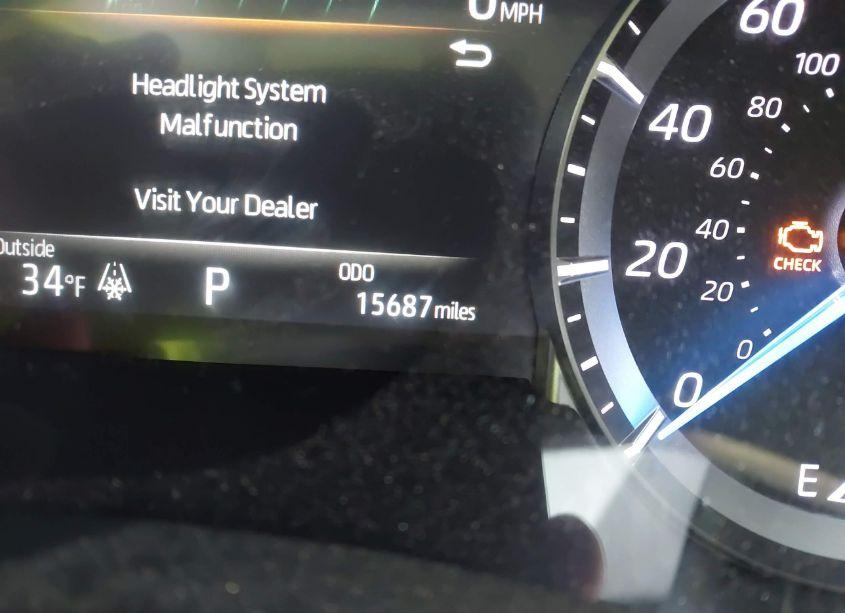 0 MPH
Headlight System
Malfunction
Visit Your Dealer
Outside
34°F
P
ODO
15687 miles
60
100
40
80
60
40
20
20
0
0
CHECK
E